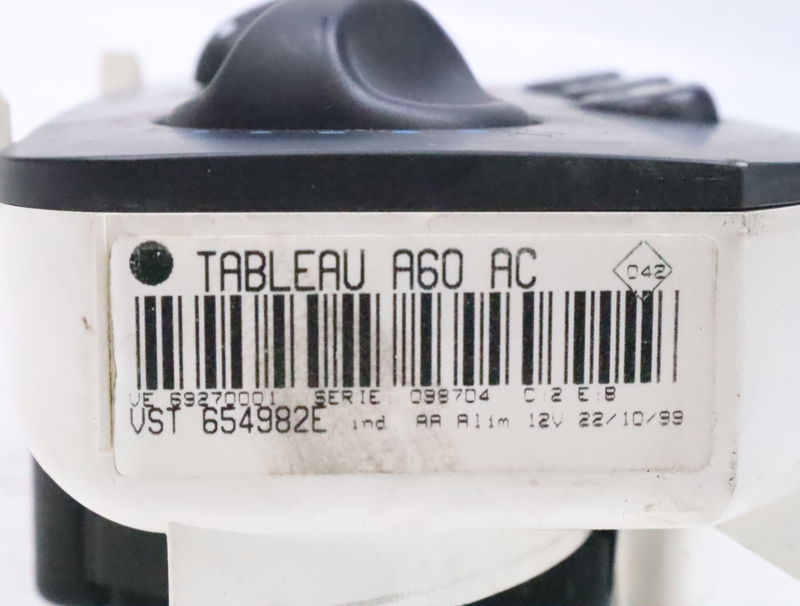 TABLEAU A60 AC
042
VE 69270001 SERIE: 098704 C:2 E:8
VST 654982E ind AA Alim 12V 22/10/99